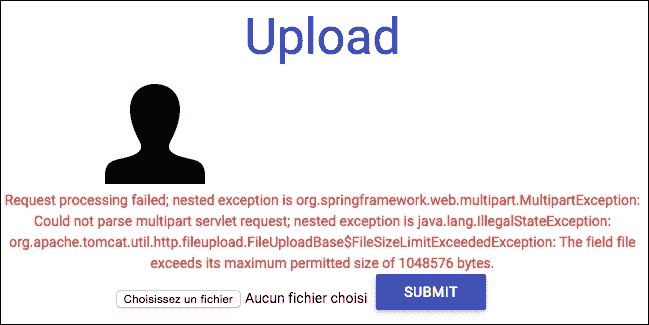 Upload
Request processing failed; nested exception is org.springframework.web.multipart.MultipartException:
Could not parse multipart servlet request; nested exception is java.lang.IllegalStateException:
org.apache.tomcat.util.http.fileupload.FileUploadBase$FileSizeLimitExceededException: The field file
exceeds its maximum permitted size of 1048576 bytes.
Choisissez un fichier Aucun fichier choisi SUBMIT